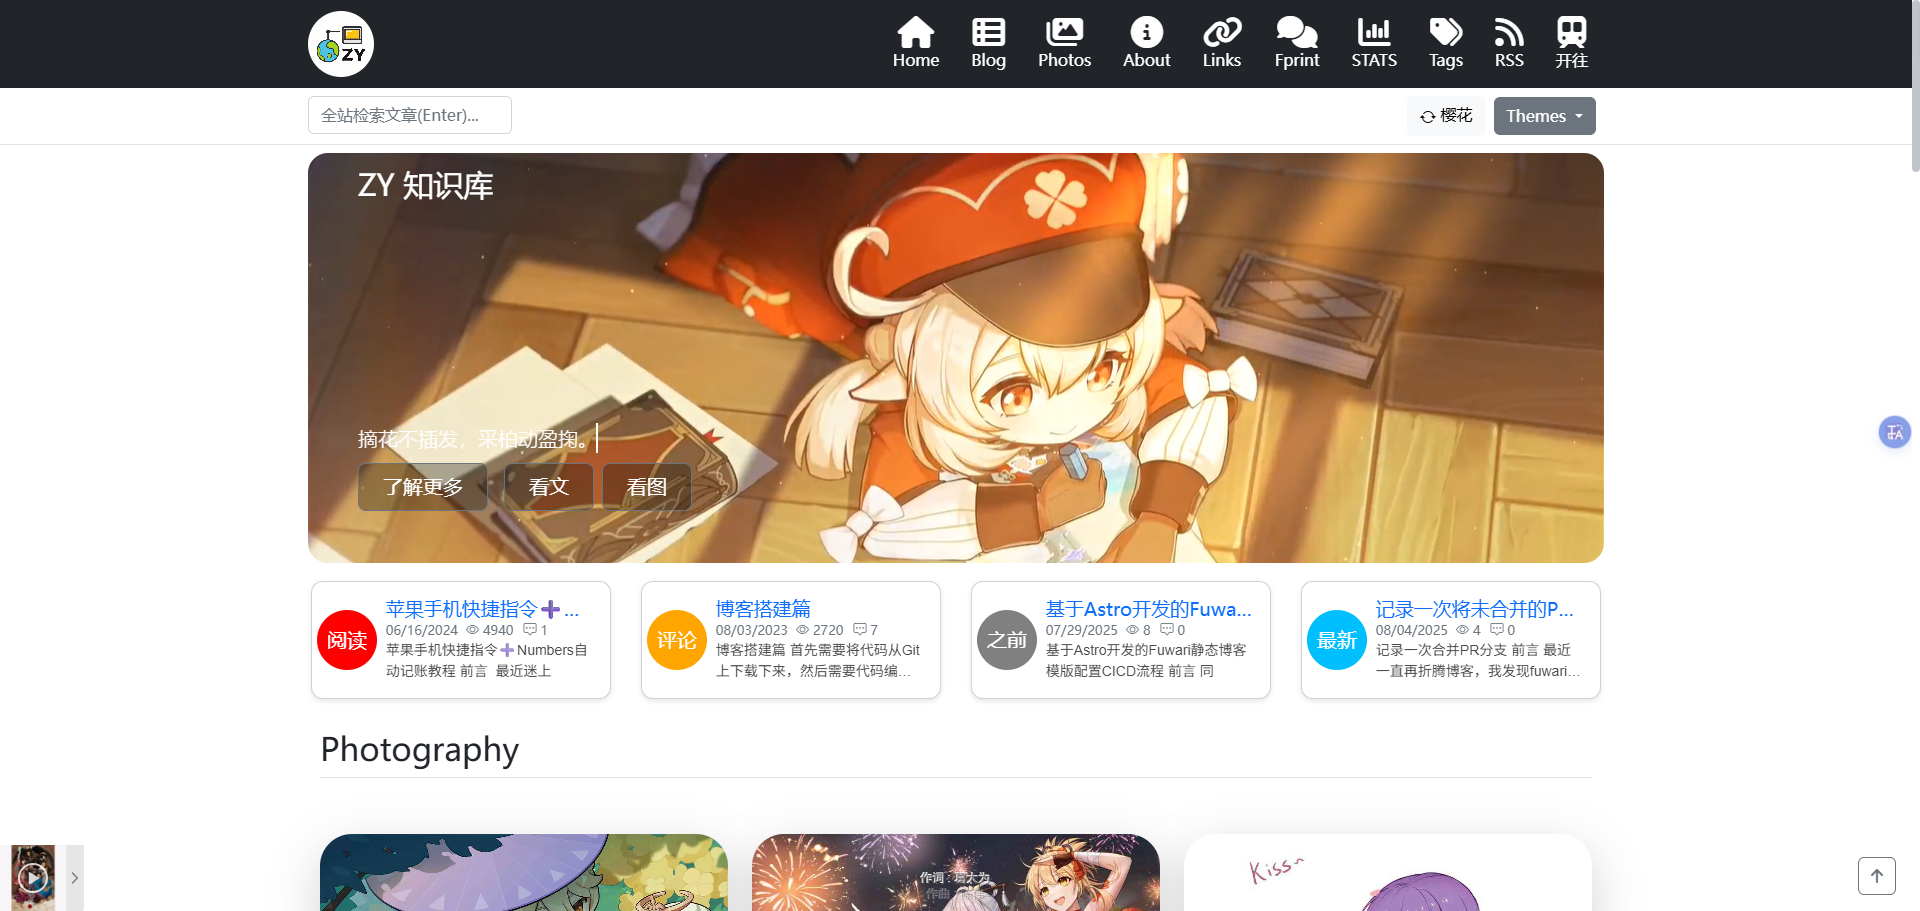 ZY
Home
Blog
Photos
About
Links
Fprint
STATS
Tags
RSS
开往
全站检索文章(Enter)...
樱花
Themes
ZY 知识库
摘花不插发，采柏动盈掬。
了解更多
看文
看图
阅读
苹果手机快捷指令➕...
06/16/2024 4940 1
苹果手机快捷指令➕Numbers自
动记账教程 前言 最近迷上
评论
博客搭建篇
08/03/2023 2720 7
博客搭建篇 首先需要将代码从Git
上下载下来，然后需要代码编...
之前
基于Astro开发的Fuwa...
07/29/2025 8 0
基于Astro开发的Fuwari静态博客
模版配置CICD流程 前言 同
最新
记录一次将未合并的P...
08/04/2025 4 0
记录一次合并PR分支 前言 最近
一直再折腾博客，我发现fuwari...
Photography
Kiss~
作词：葛大为